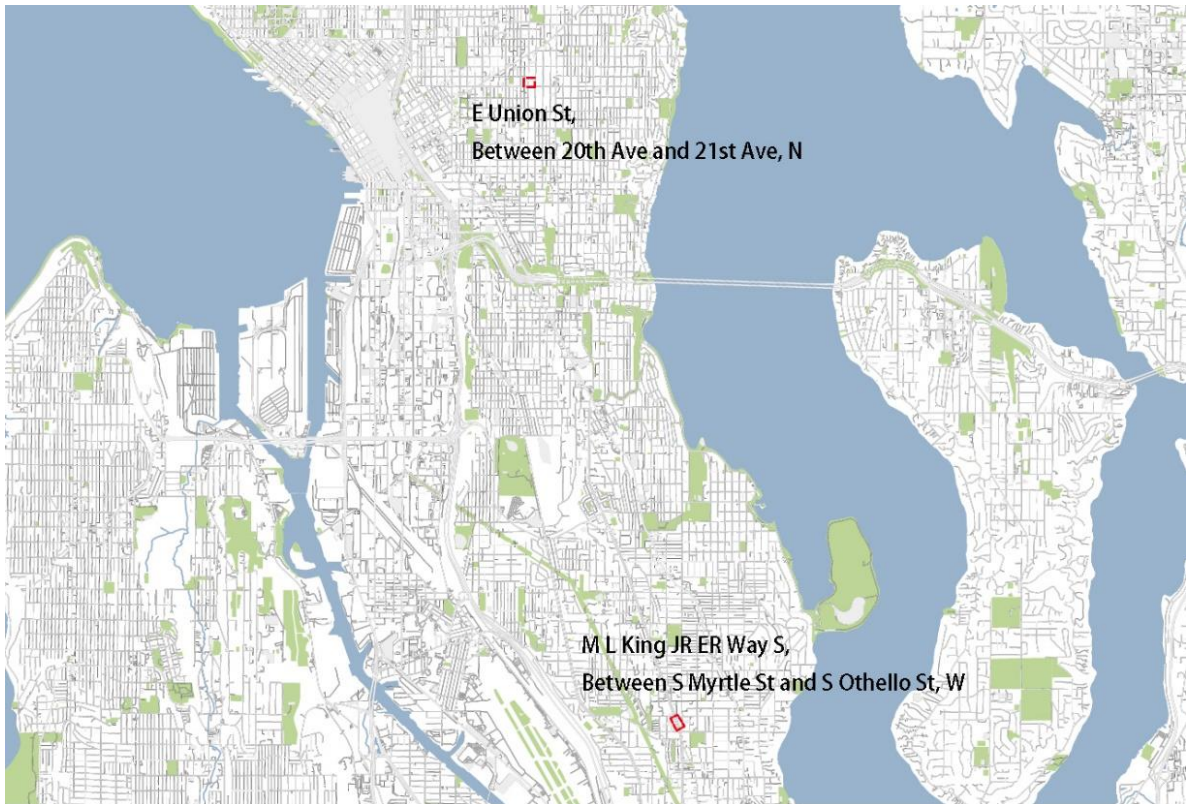 E Union St,
Between 20th Ave and 21st Ave, N
M L King JR ER Way S,
Between S Myrtle St and S Othello St, W